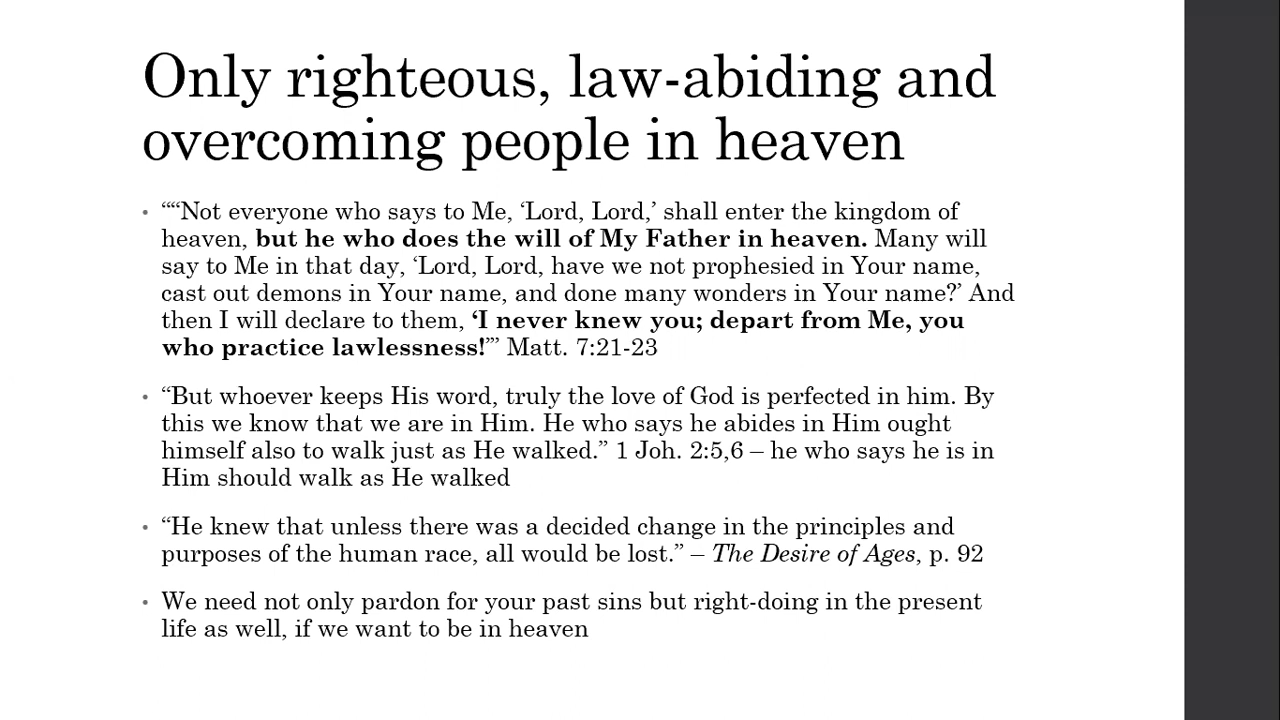 Only righteous, law-abiding and
overcoming people in heaven
• ““Not everyone who says to Me, ‘Lord, Lord,’ shall enter the kingdom of
heaven, but he who does the will of My Father in heaven. Many will
say to Me in that day, ‘Lord, Lord, have we not prophesied in Your name,
cast out demons in Your name, and done many wonders in Your name?’ And
then I will declare to them, ‘I never knew you; depart from Me, you
who practice lawlessness!’” Matt. 7:21-23
• “But whoever keeps His word, truly the love of God is perfected in him. By
this we know that we are in Him. He who says he abides in Him ought
himself also to walk just as He walked.” 1 Joh. 2:5,6 – he who says he is in
Him should walk as He walked
• “He knew that unless there was a decided change in the principles and
purposes of the human race, all would be lost.” – The Desire of Ages, p. 92
• We need not only pardon for your past sins but right-doing in the present
life as well, if we want to be in heaven